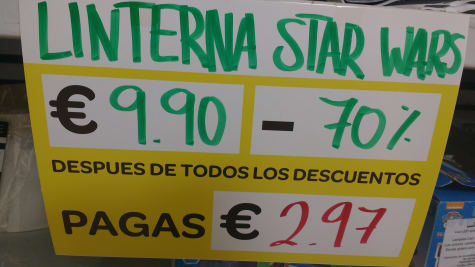 LINTERNA STAR WARS
€ 9.90 - 70%
DESPUES DE TODOS LOS DESCUENTOS
PAGAS € 2.97